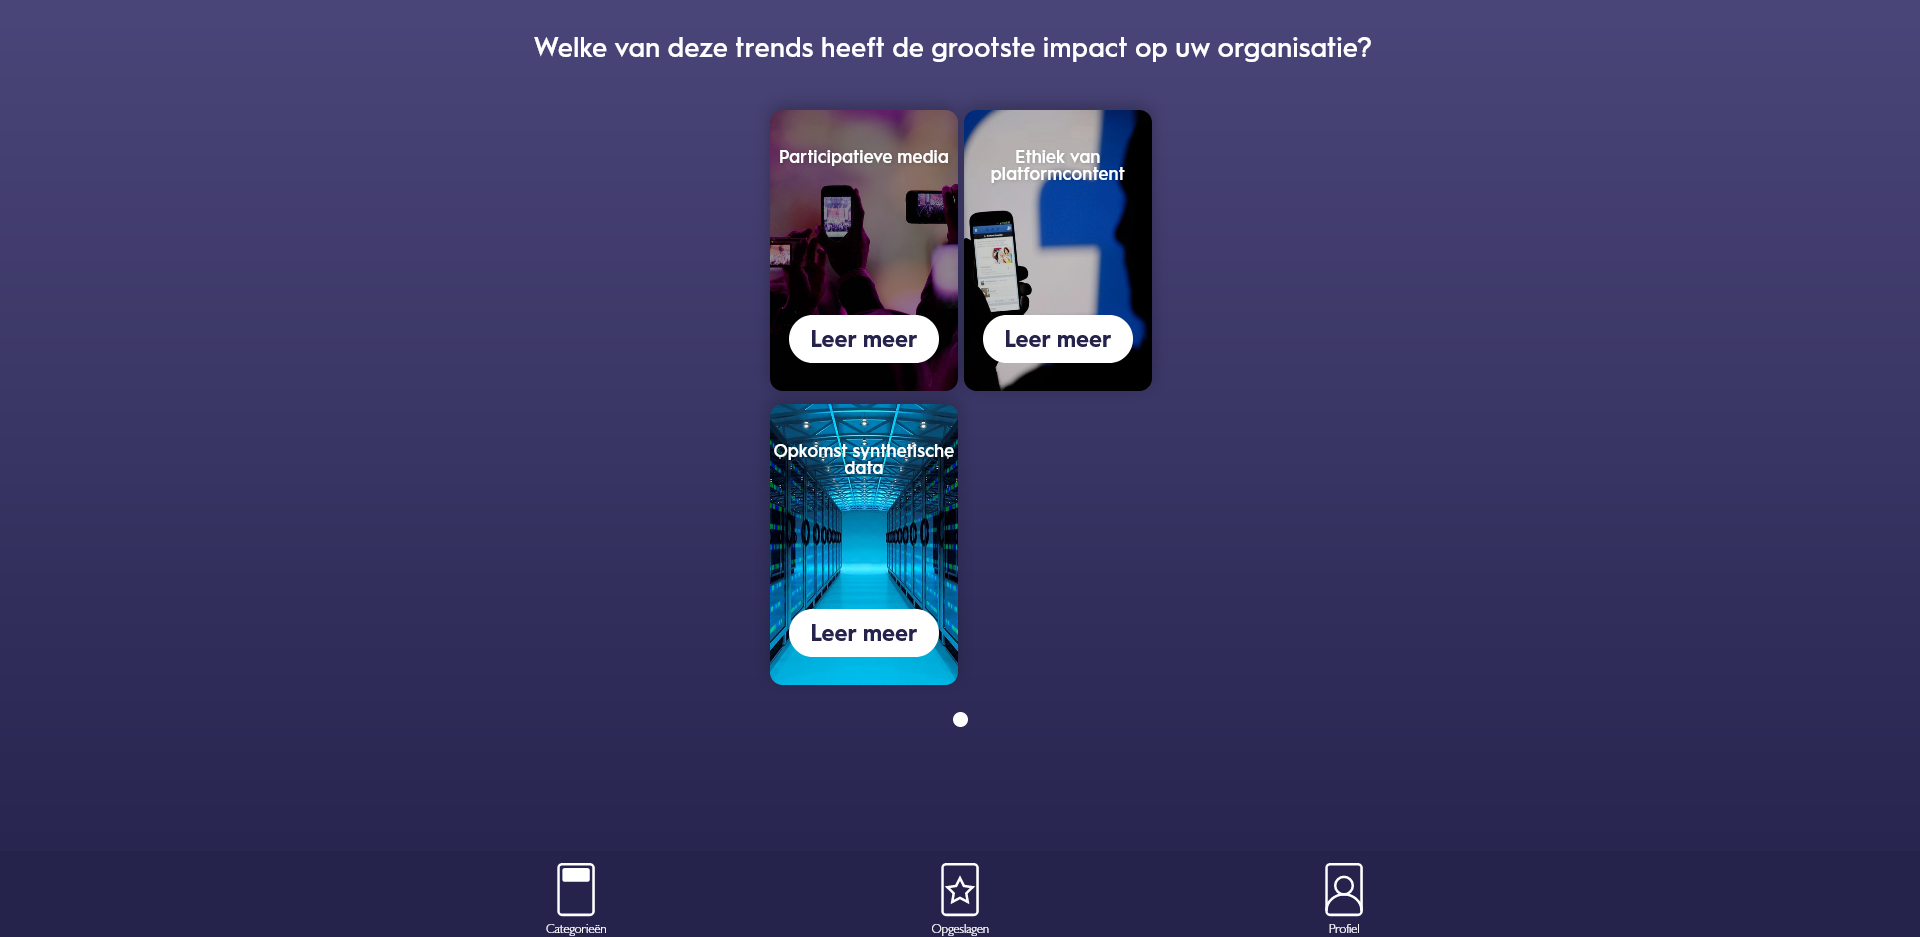 Welke van deze trends heeft de grootste impact op uw organisatie?
Participatieve media
Ethiek van
platformcontent
Leer meer
Leer meer
Opkomst synthetische
data
Leer meer
Categorieën
Opgeslagen
Profiel